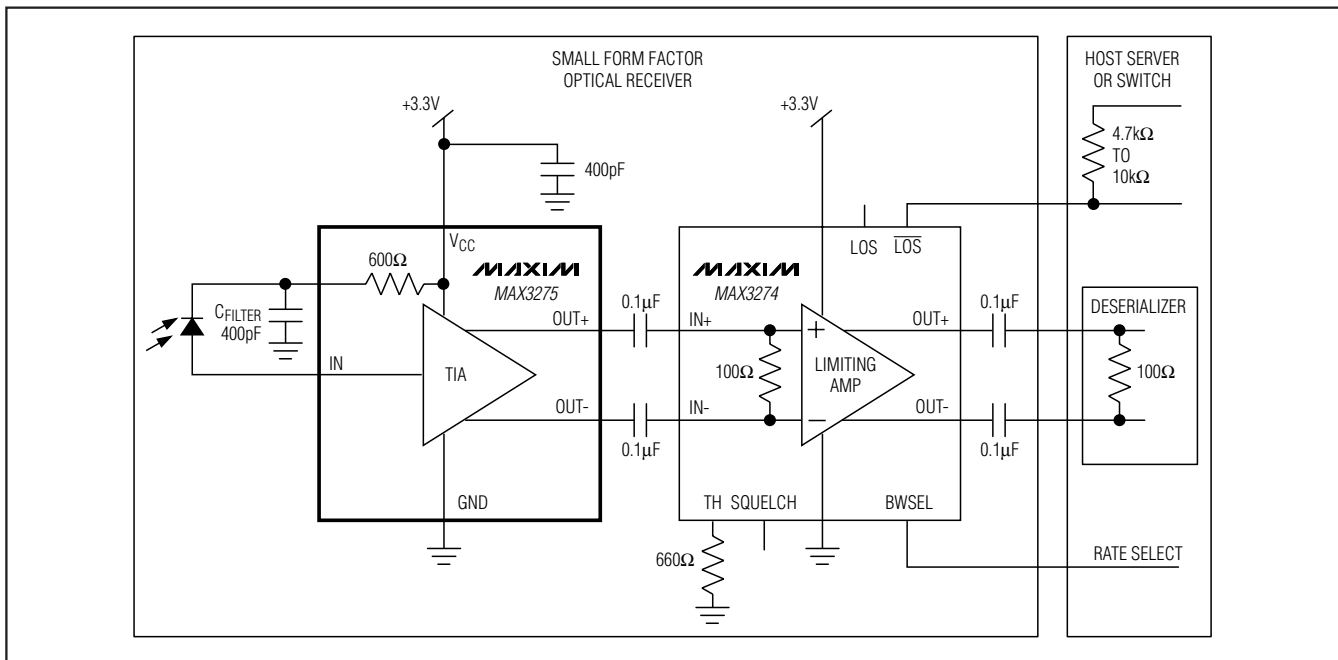 SMALL FORM FACTOR
OPTICAL RECEIVER
HOST SERVER
OR SWITCH
+3.3V
+3.3V
4.7kΩ
TO
10kΩ
400pF
VCC
LOS
LOS
600Ω
MAXIM
MAX3275
MAXIM
MAX3274
CFILTER
400pF
0.1µF
0.1µF
DESERIALIZER
OUT+
IN+
OUT+
IN
TIA
100Ω
LIMITING
AMP
100Ω
OUT-
IN-
OUT-
0.1µF
0.1µF
GND
TH
SQUELCH
BWSEL
660Ω
RATE SELECT
+
−